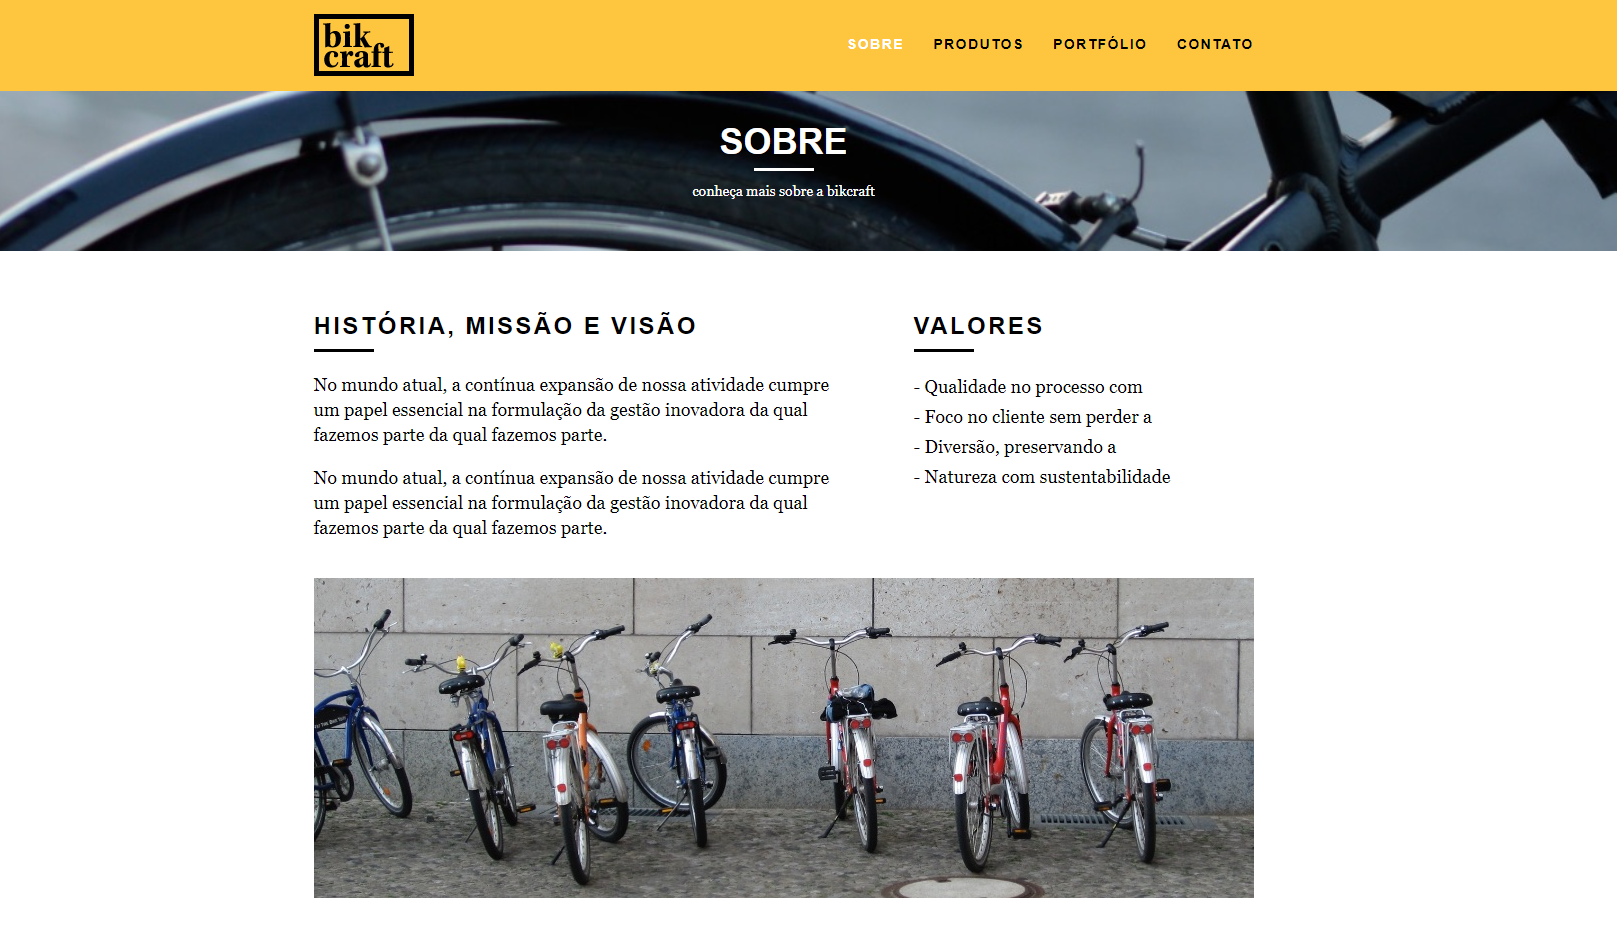 bik
craft
SOBRE
PRODUTOS
PORTFÓLIO
CONTATO
SOBRE
conheça mais sobre a bikcraft
HISTÓRIA, MISSÃO E VISÃO
No mundo atual, a contínua expansão de nossa atividade cumpre
um papel essencial na formulação da gestão inovadora da qual
fazemos parte da qual fazemos parte.
No mundo atual, a contínua expansão de nossa atividade cumpre
um papel essencial na formulação da gestão inovadora da qual
fazemos parte da qual fazemos parte.
VALORES
- Qualidade no processo com
- Foco no cliente sem perder a
- Diversão, preservando a
- Natureza com sustentabilidade